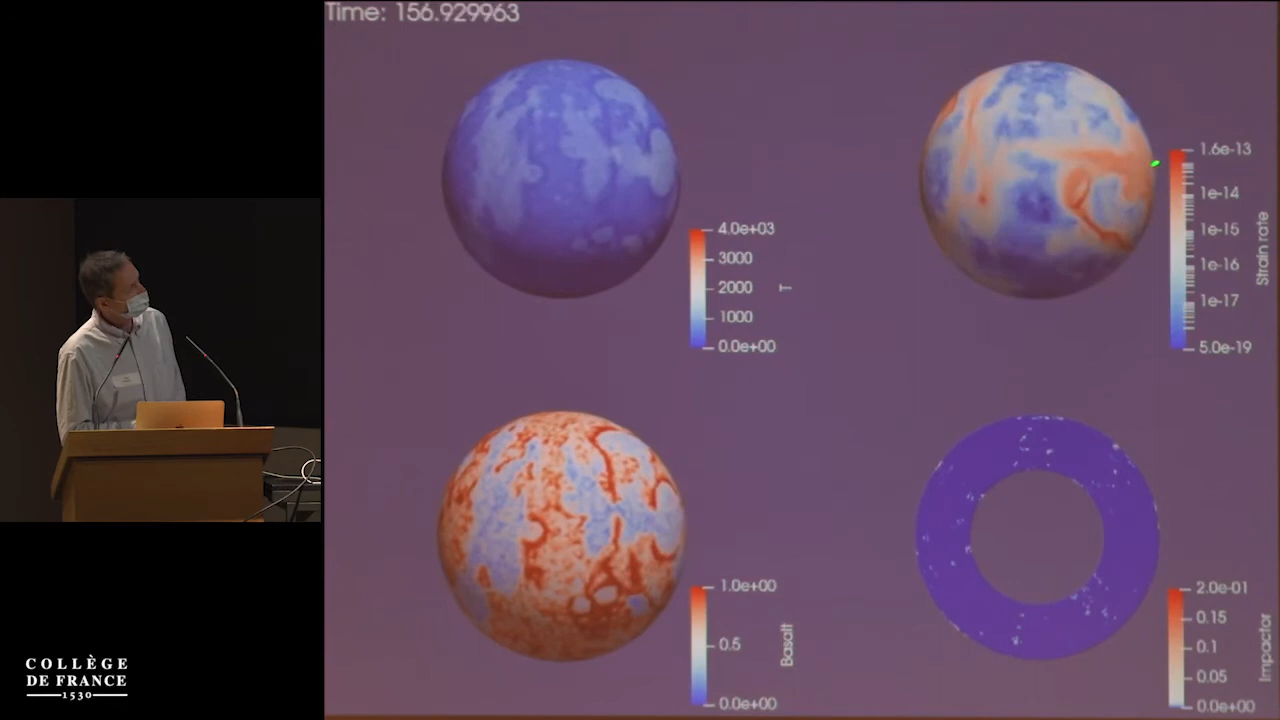 Time: 156.929963
4.0e+03
3000
2000
1000
0.0e+00
T
1.6e-13
1e-14
1e-15
1e-16
1e-17
5.0e-19
Strain rate
1.0e+00
0.5
0.0e+00
Basalt
2.0e-01
0.15
0.1
0.05
0.0e+00
Impactor
COLLÈGE
DE FRANCE
1530